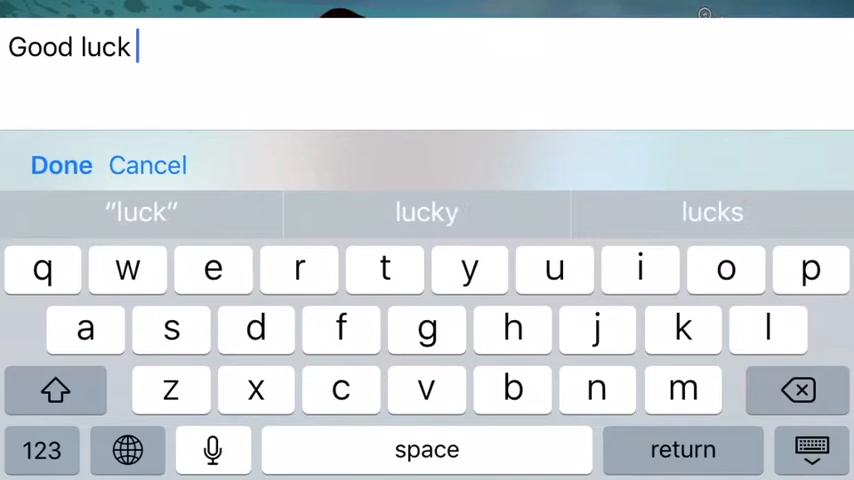 Good luck
Done Cancel
“luck” lucky lucks
q w e r t y u i o p
a s d f g h j k l
z x c v b n m
123 space return